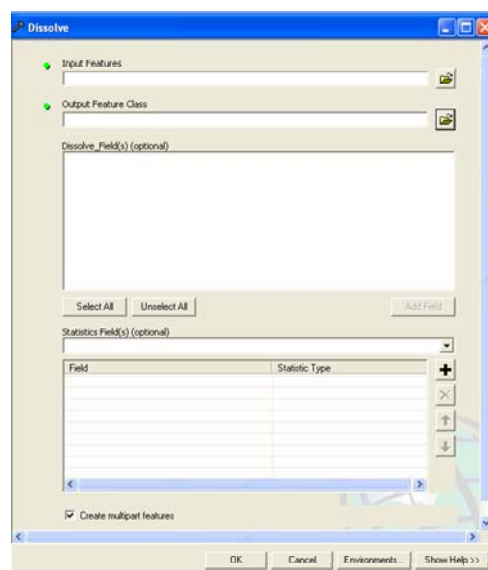 Dissolve
Input Features
Output Feature Class
Dissolve_Field(s) (optional)
Select All Unselect All Add Field
Statistics Field(s) (optional)
Field Statistic Type
Create multipart features
OK Cancel Environments... Show Help >>